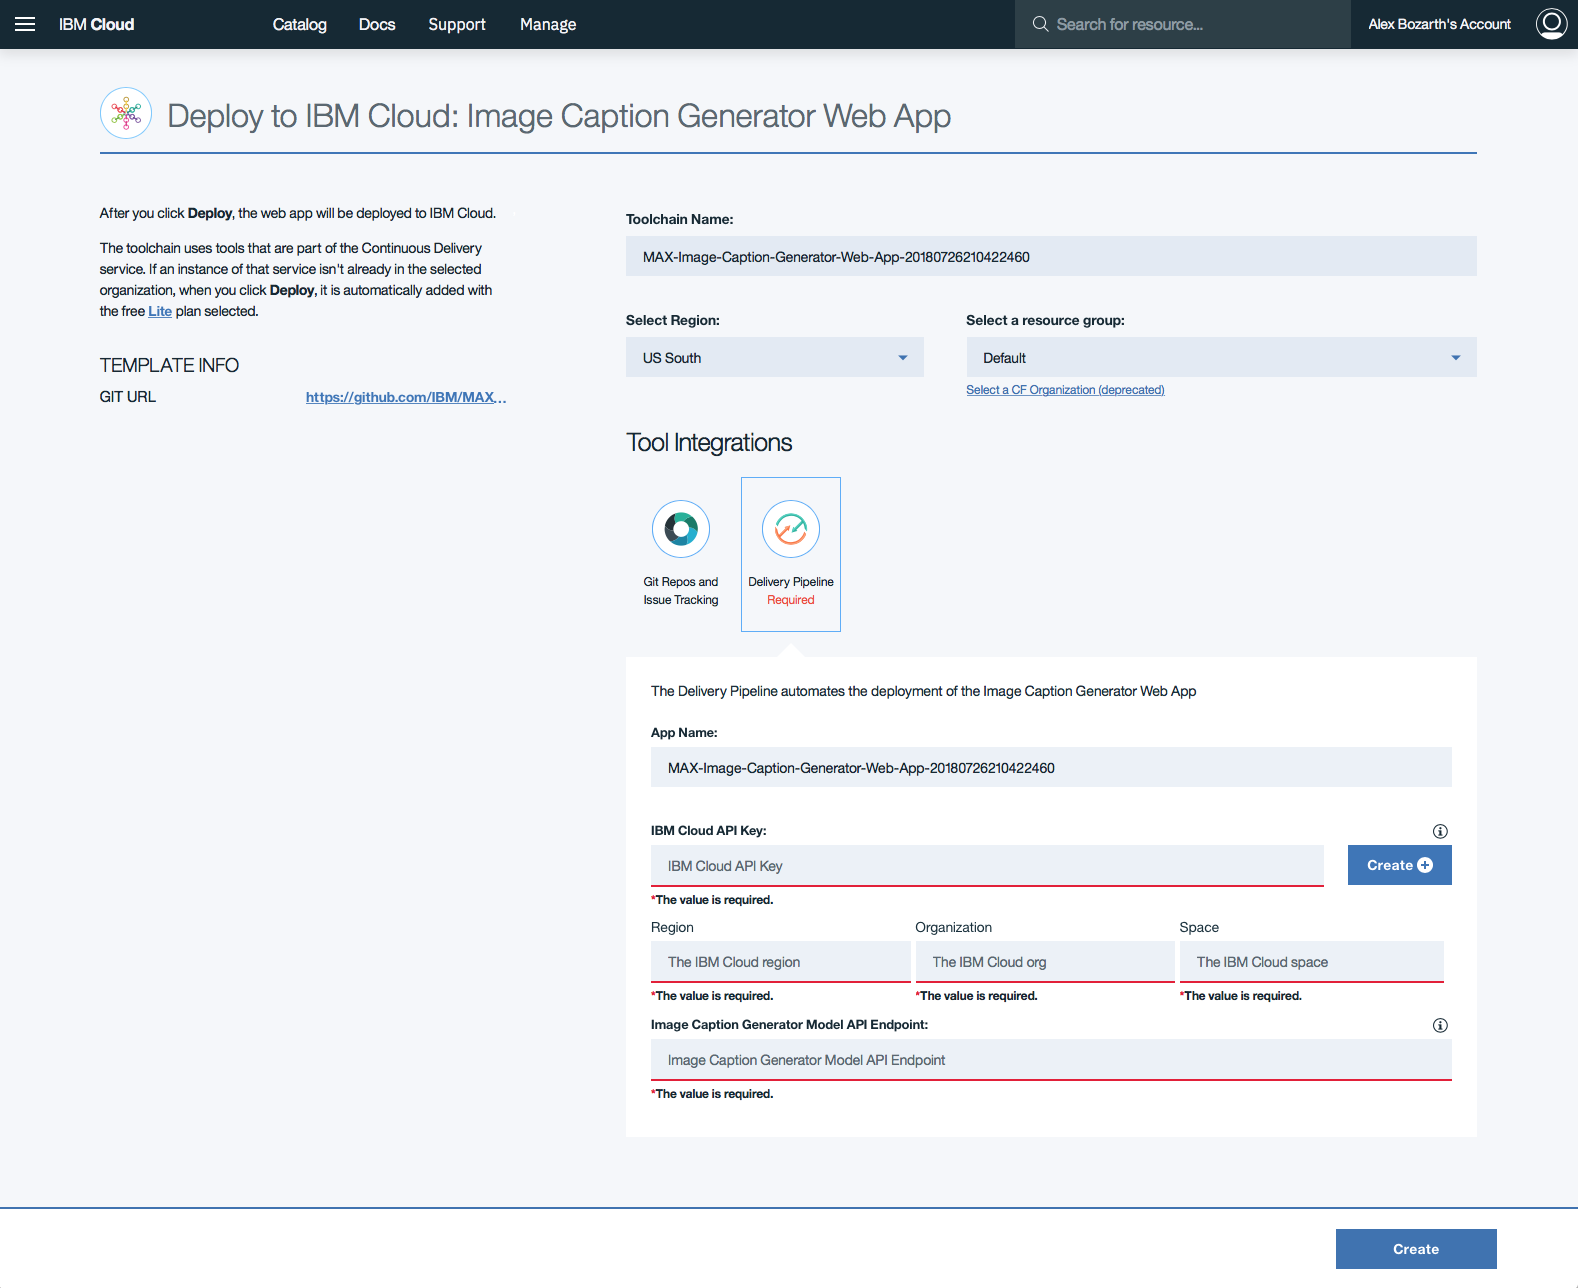 IBM Cloud
Catalog
Docs
Support
Manage
Search for resource...
Alex Bozarth's Account
Deploy to IBM Cloud: Image Caption Generator Web App
After you click Deploy, the web app will be deployed to IBM Cloud.
The toolchain uses tools that are part of the Continuous Delivery
service. If an instance of that service isn't already in the selected
organization, when you click Deploy, it is automatically added with
the free Lite plan selected.
TEMPLATE INFO
GIT URL
https://github.com/IBM/MAX...
Toolchain Name:
MAX-Image-Caption-Generator-Web-App-20180726210422460
Select Region:
US South
Select a resource group:
Default
Select a CF Organization (deprecated)
Tool Integrations
Git Repos and
Issue Tracking
Delivery Pipeline
Required
The Delivery Pipeline automates the deployment of the Image Caption Generator Web App
App Name:
MAX-Image-Caption-Generator-Web-App-20180726210422460
IBM Cloud API Key:
IBM Cloud API Key
Create
*The value is required.
Region
Organization
Space
The IBM Cloud region
The IBM Cloud org
The IBM Cloud space
*The value is required.
*The value is required.
*The value is required.
Image Caption Generator Model API Endpoint:
Image Caption Generator Model API Endpoint
*The value is required.
Create